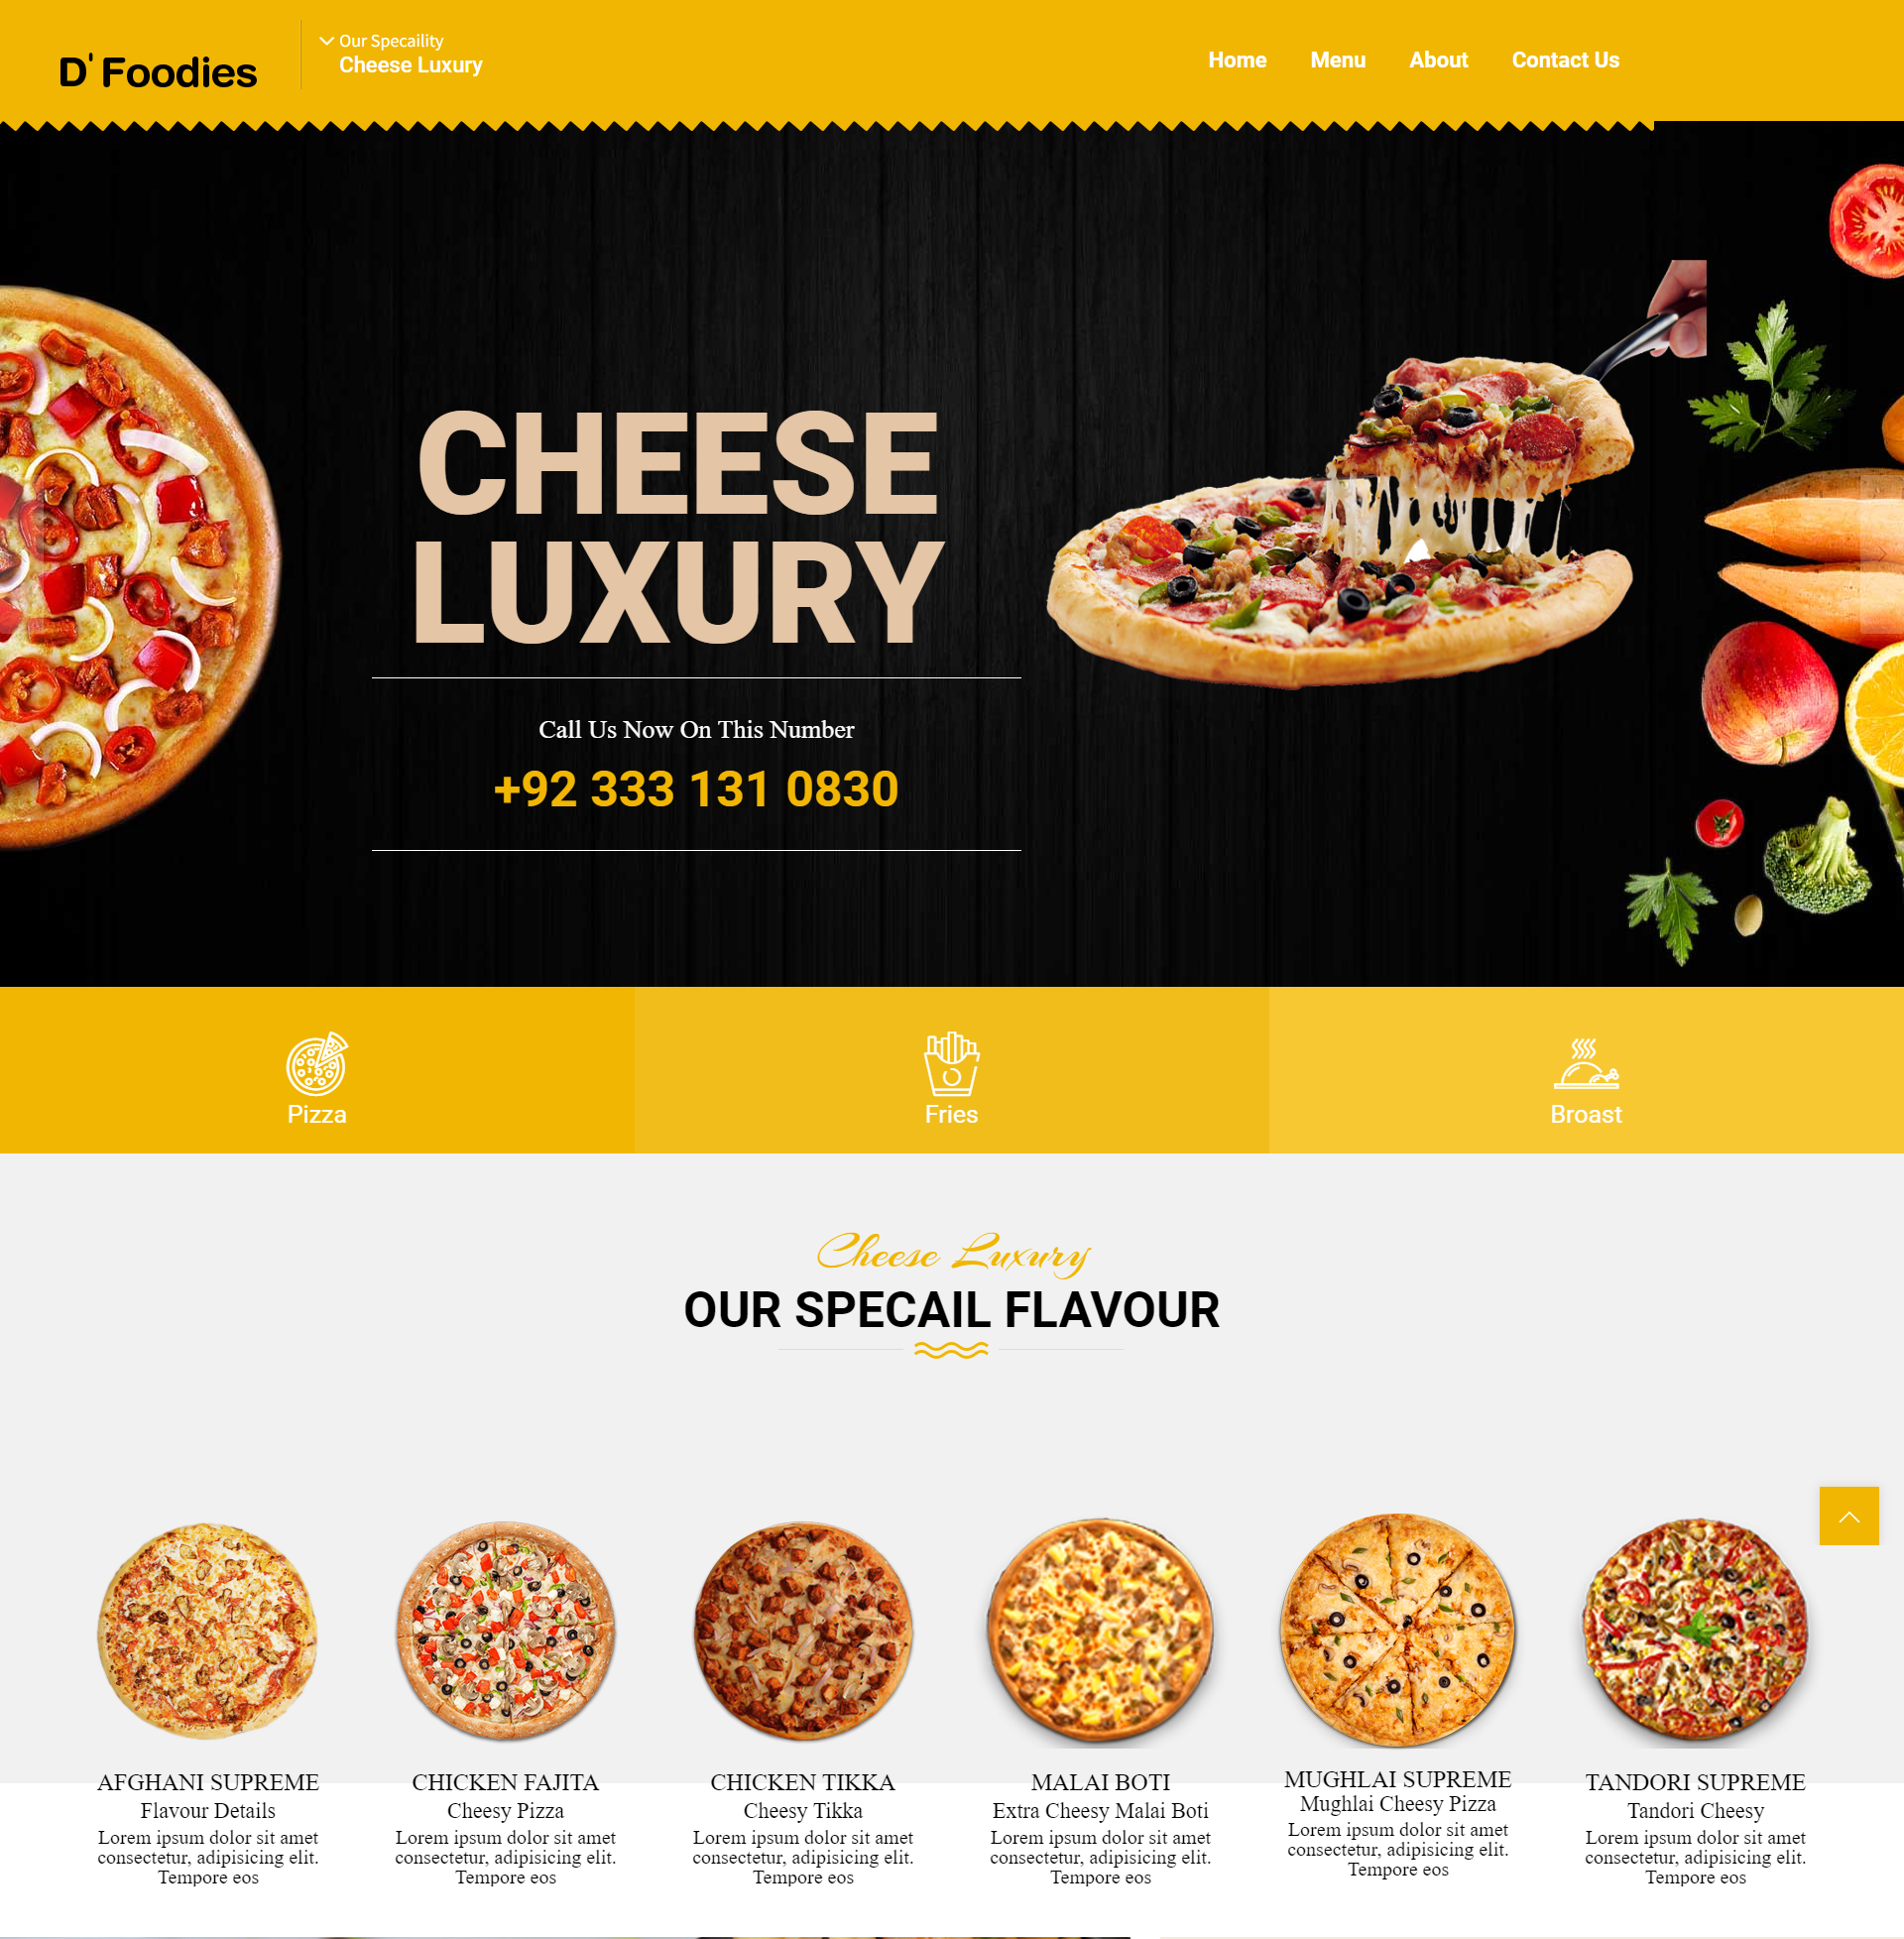 D' Foodies
Our Specaility
Cheese Luxury
Home
Menu
About
Contact Us
CHEESE
LUXURY
Call Us Now On This Number
+92 333 131 0830
Pizza
Fries
Broast
Cheese Luxury
OUR SPECAIL FLAVOUR
AFGHANI SUPREME
Flavour Details
Lorem ipsum dolor sit amet
consectetur, adipisicing elit.
Tempore eos
CHICKEN FAJITA
Cheesy Pizza
Lorem ipsum dolor sit amet
consectetur, adipisicing elit.
Tempore eos
CHICKEN TIKKA
Cheesy Tikka
Lorem ipsum dolor sit amet
consectetur, adipisicing elit.
Tempore eos
MALAI BOTI
Extra Cheesy Malai Boti
Lorem ipsum dolor sit amet
consectetur, adipisicing elit.
Tempore eos
MUGHLAI SUPREME
Mughlai Cheesy Pizza
Lorem ipsum dolor sit amet
consectetur, adipisicing elit.
Tempore eos
TANDORI SUPREME
Tandori Cheesy
Lorem ipsum dolor sit amet
consectetur, adipisicing elit.
Tempore eos